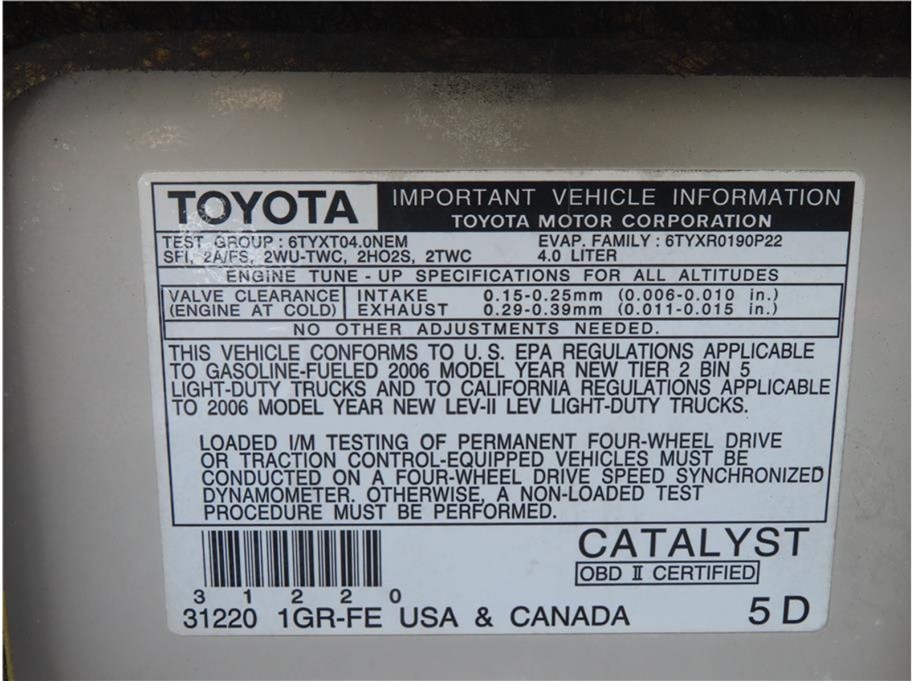 TOYOTA IMPORTANT VEHICLE INFORMATION
TOYOTA MOTOR CORPORATION
TEST GROUP : 6TYXT04.0NEM EVAP. FAMILY : 6TYXR0190P22
SFI, 2A/FS, 2WU-TWC, 2HO2S, 2TWC 4.0 LITER
ENGINE TUNE - UP SPECIFICATIONS FOR ALL ALTITUDES
VALVE CLEARANCE INTAKE 0.15-0.25mm (0.006-0.010 in.)
(ENGINE AT COLD) EXHAUST 0.29-0.39mm (0.011-0.015 in.)
NO OTHER ADJUSTMENTS NEEDED.
THIS VEHICLE CONFORMS TO U.S. EPA REGULATIONS APPLICABLE
TO GASOLINE-FUELED 2006 MODEL YEAR NEW TIER 2 BIN 5
LIGHT-DUTY TRUCKS AND TO CALIFORNIA REGULATIONS APPLICABLE
TO 2006 MODEL YEAR NEW LEV-II LEV LIGHT-DUTY TRUCKS.
LOADED I/M TESTING OF PERMANENT FOUR-WHEEL DRIVE
OR TRACTION CONTROL-EQUIPPED VEHICLES MUST BE
CONDUCTED ON A FOUR-WHEEL DRIVE SPEED SYNCHRONIZED
DYNAMOMETER. OTHERWISE, A NON-LOADED TEST
PROCEDURE MUST BE PERFORMED.
CATALYST
OBD II CERTIFIED
31220
31220 1GR-FE USA & CANADA 5D